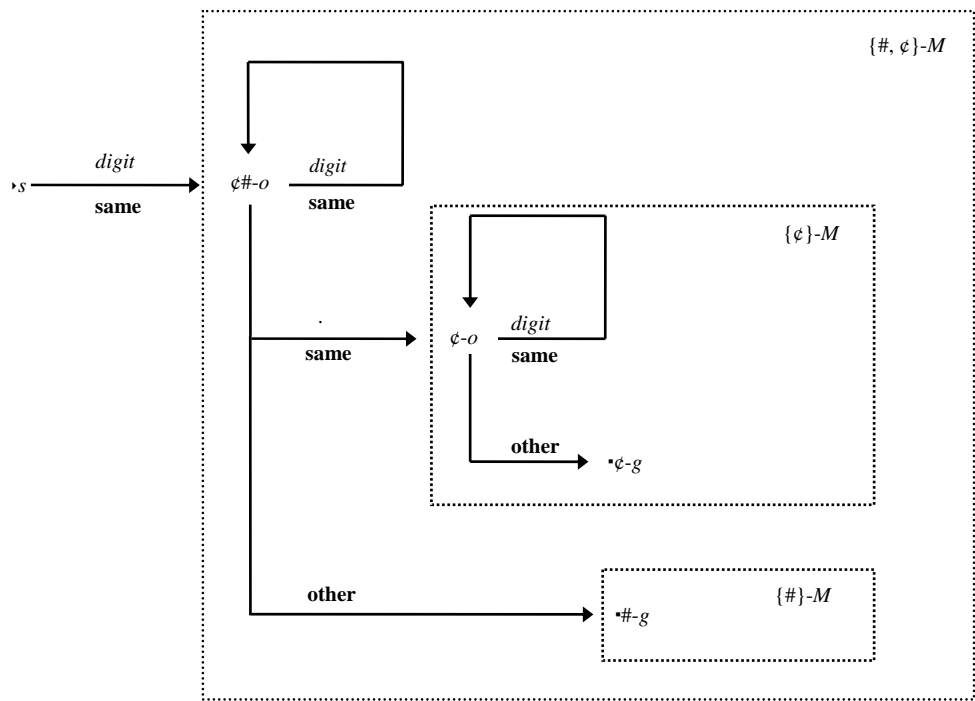 {#, ¢}-M
digit
s
same
¢#-o
digit
same
{¢}-M
.
same
¢-o
digit
same
other
¢-g
other
{#}-M
#-g